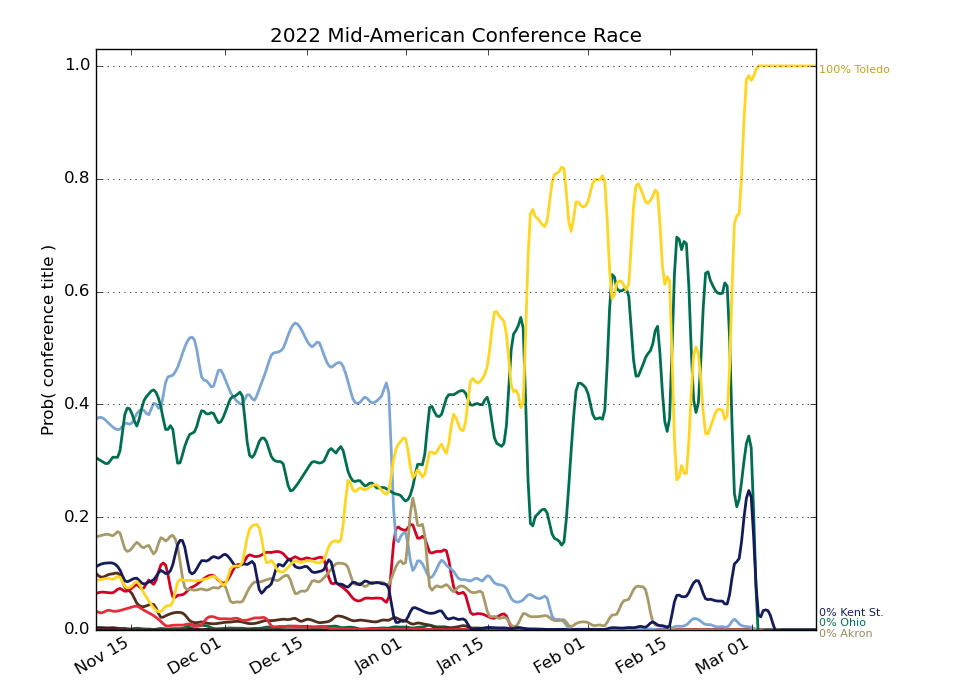 2022 Mid-American Conference Race
Prob( conference title )
1.0
0.8
0.6
0.4
0.2
0.0
100% Toledo
0% Kent St.
0% Ohio
0% Akron
Nov 15
Dec 01
Dec 15
Jan 01
Jan 15
Feb 01
Feb 15
Mar 01